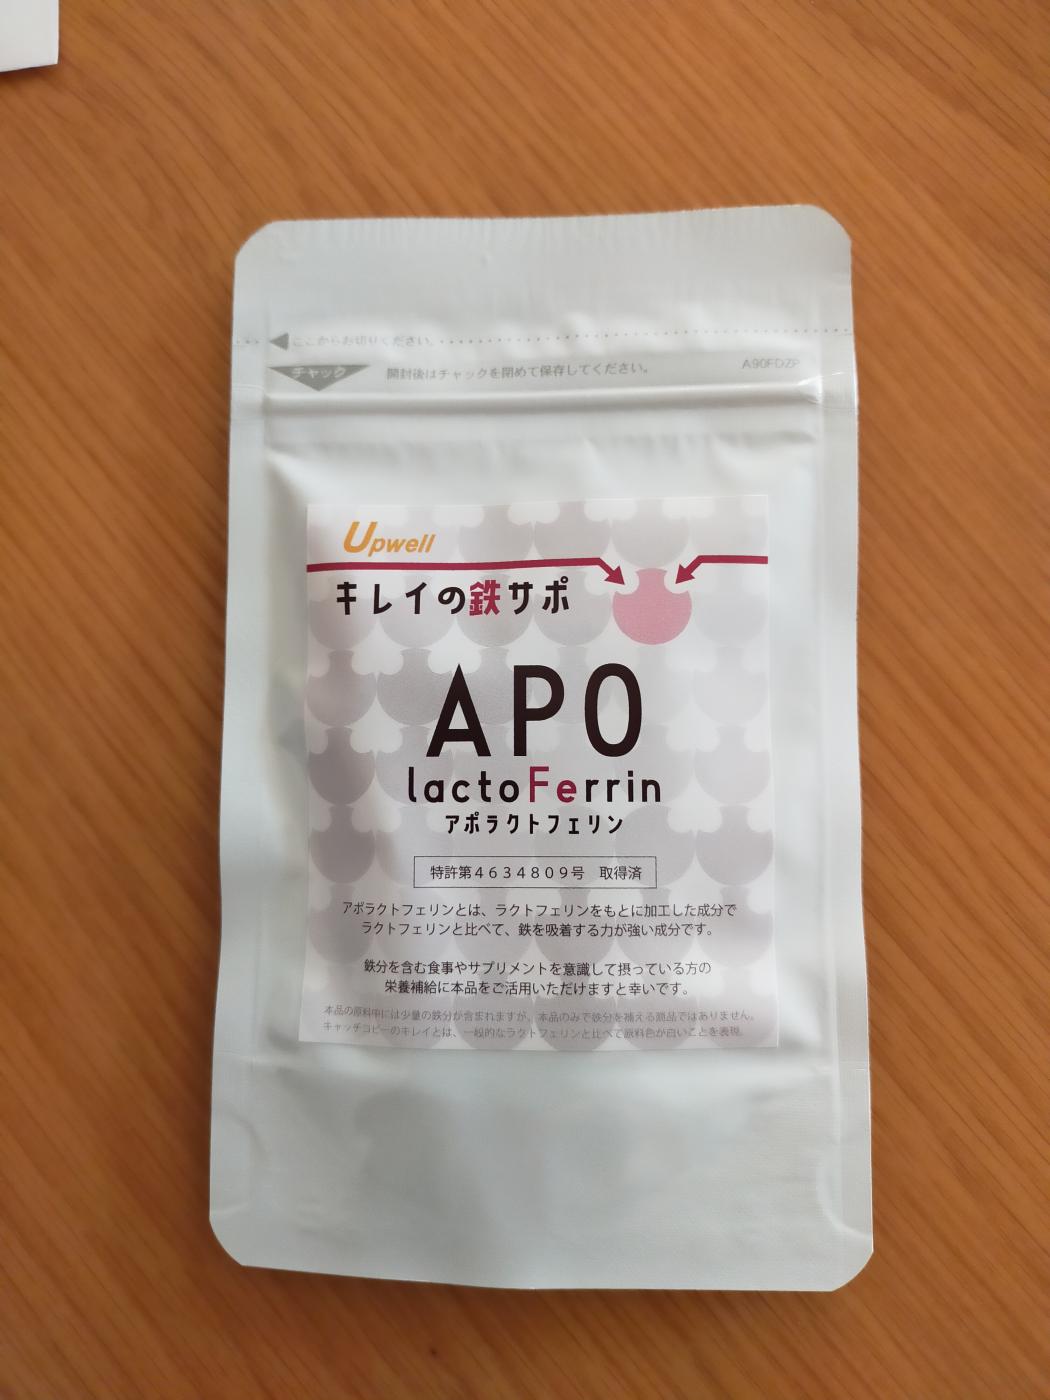 ここからお切りください。
チャック 開封後はチャックを閉めて保存してください。 A90FDZP
Upwell
キレイの鉄サポ
APO
lactoFerrin
アポラクトフェリン
特許第4634809号 取得済
アポラクトフェリンとは、ラクトフェリンをもとに加工した成分で
ラクトフェリンと比べて、鉄を吸着する力が強い成分です。
鉄分を含む食事やサプリメントを意識して摂っている方の
栄養補給に本品をご活用いただけますと幸いです。
本品の原料中には少量の鉄分が含まれますが、本品のみで鉄分を補える商品ではありません。
キャッチコピーのキレイとは、一般的なラクトフェリンと比べて原料色が白いことを表現。